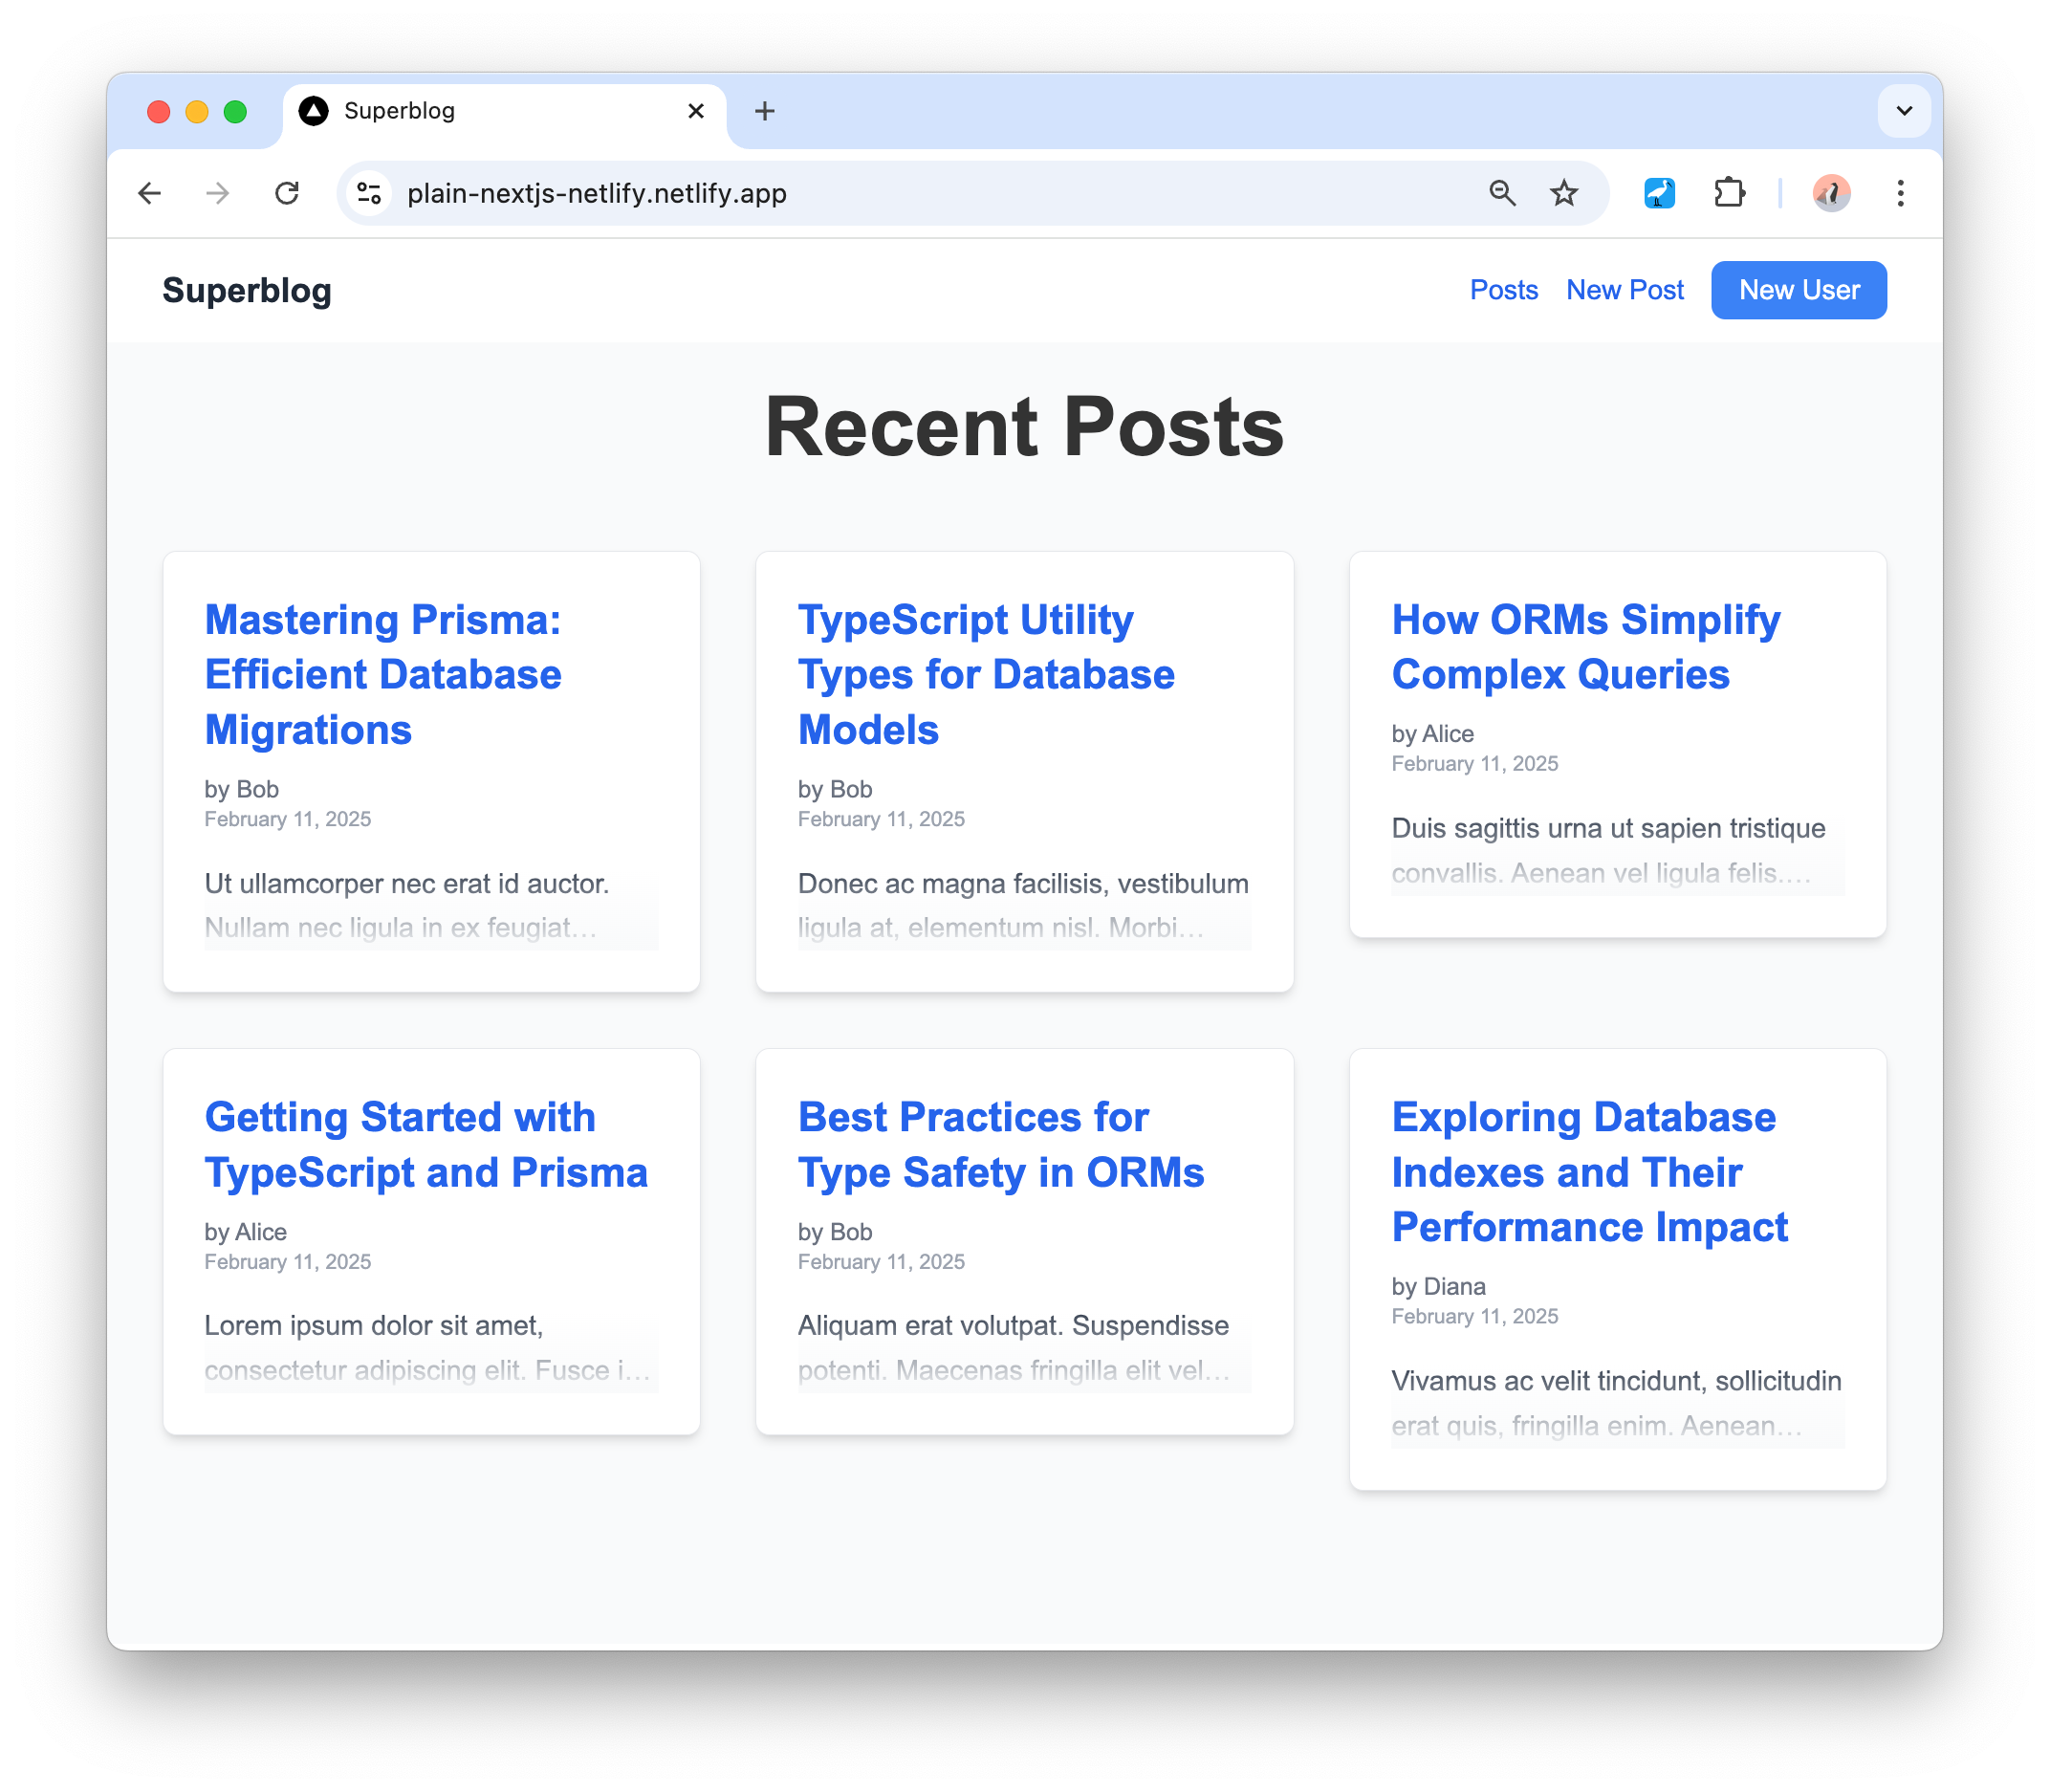 Superblog
plain-nextjs-netlify.netlify.app
Superblog
Posts
New Post
New User
Recent Posts
Mastering Prisma:
Efficient Database
Migrations
by Bob
February 11, 2025
Ut ullamcorper nec erat id auctor.
Nullam nec ligula in ex feugiat…
TypeScript Utility
Types for Database
Models
by Bob
February 11, 2025
Donec ac magna facilisis, vestibulum
ligula at, elementum nisl. Morbi…
How ORMs Simplify
Complex Queries
by Alice
February 11, 2025
Duis sagittis urna ut sapien tristique
convallis. Aenean vel ligula felis.…
Getting Started with
TypeScript and Prisma
by Alice
February 11, 2025
Lorem ipsum dolor sit amet,
consectetur adipiscing elit. Fusce i…
Best Practices for
Type Safety in ORMs
by Bob
February 11, 2025
Aliquam erat volutpat. Suspendisse
potenti. Maecenas fringilla elit vel…
Exploring Database
Indexes and Their
Performance Impact
by Diana
February 11, 2025
Vivamus ac velit tincidunt, sollicitudin
erat quis, fringilla enim. Aenean…